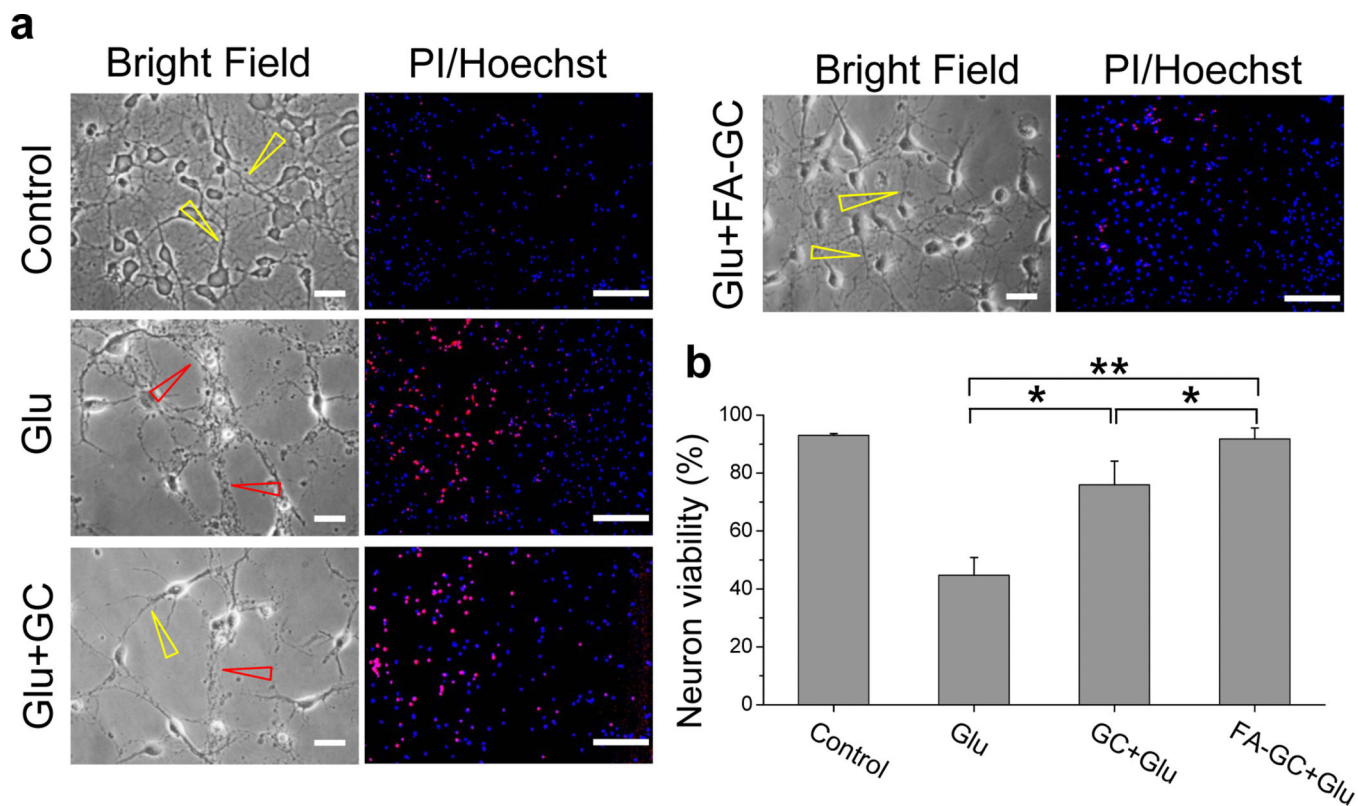 a
Bright Field
PI/Hoechst
Control
Glu
Glu+GC
Bright Field
PI/Hoechst
Glu+FA-GC
b
**
*
*
Neuron viability (%)
100
80
60
40
20
0
Control
Glu
GC+Glu
FA-GC+Glu